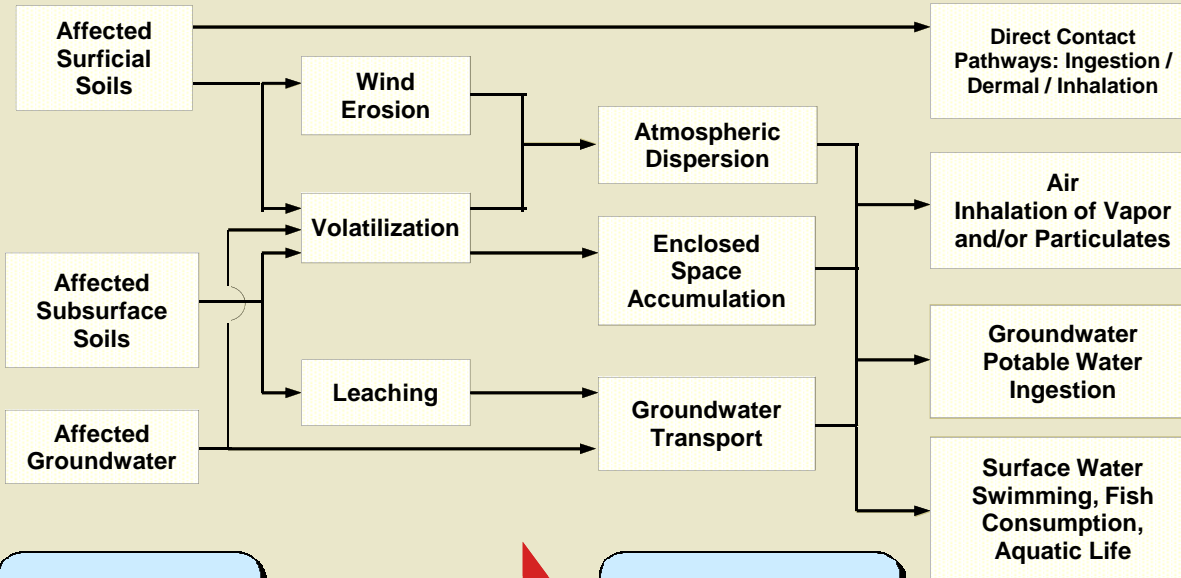 Affected
Surficial
Soils
Direct Contact
Pathways: Ingestion /
Dermal / Inhalation
Wind
Erosion
Atmospheric
Dispersion
Air
Inhalation of Vapor
and/or Particulates
Volatilization
Enclosed
Space
Accumulation
Affected
Subsurface
Soils
Groundwater
Potable Water
Ingestion
Leaching
Groundwater
Transport
Affected
Groundwater
Surface Water
Swimming, Fish
Consumption,
Aquatic Life